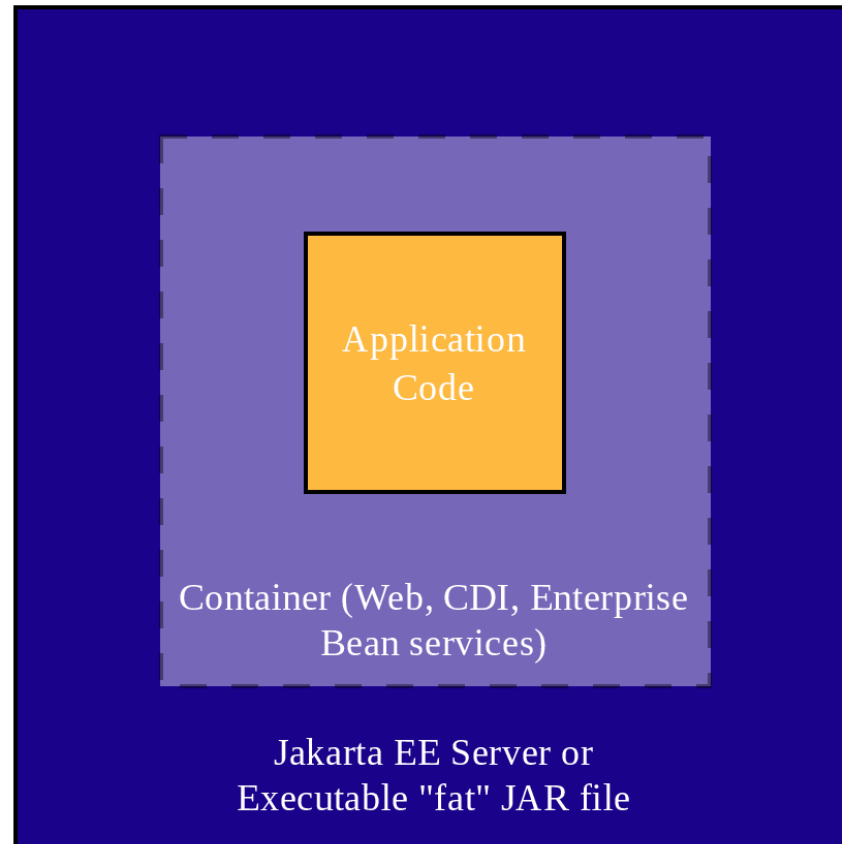 Application
Code
Container (Web, CDI, Enterprise
Bean services)
Jakarta EE Server or
Executable "fat" JAR file